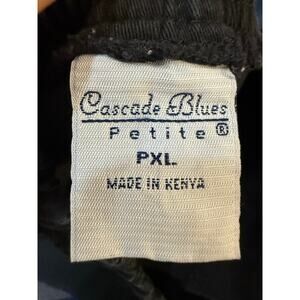 Cascade Blues
Petite ®
PXL
MADE IN KENYA